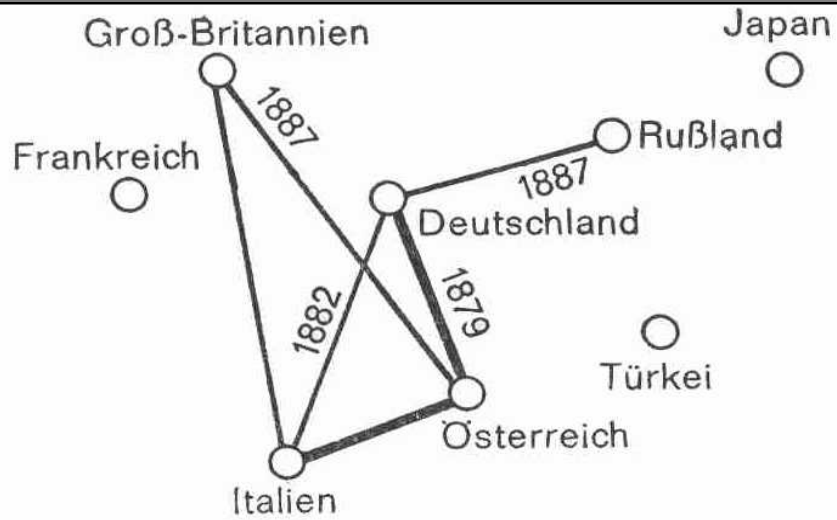 Japan
Groß-Britannien
1887
Rußland
Frankreich
1887
Deutschland
1882
1879
Türkei
Österreich
Italien